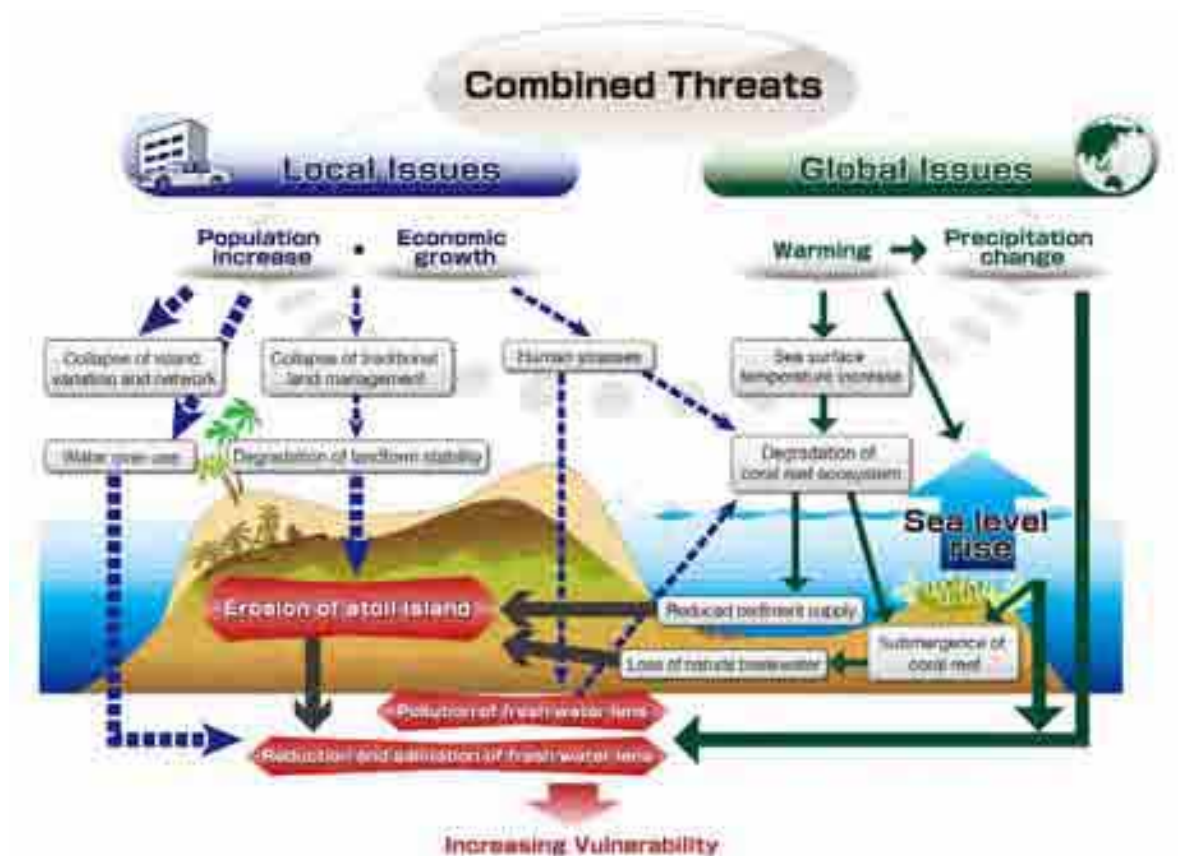 Combined Threats
Local Issues
Global Issues
Population
increase
Economic
growth
Warming
Precipitation
change
Collapse of island
variation and network
Collapse of traditional
land management
Human stresses
Sea surface
temperature increase
Water over-use
Degradation of landform stability
Degradation of
coral reef ecosystem
Sea level
rise
Erosion of atoll island
Reduced sediment supply
Submergence of
coral reef
Loss of natural breakwater
Pollution of fresh water lens
Reduction and salination of fresh water lens
Increasing Vulnerability